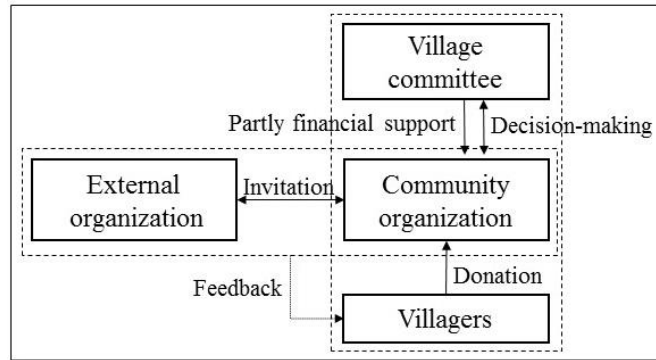 Village
committee
Partly financial support
Decision-making
External
organization
Invitation
Community
organization
Feedback
Donation
Villagers